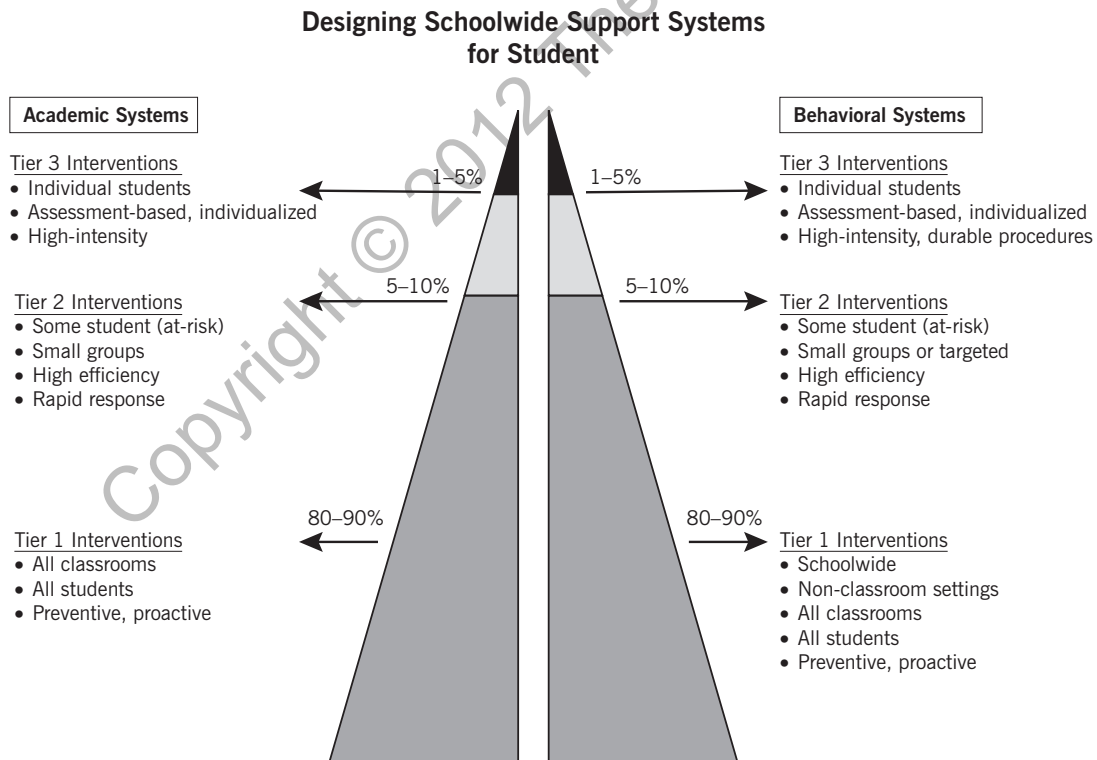 Designing Schoolwide Support Systems
for Student
Academic Systems
Tier 3 Interventions
• Individual students
• Assessment-based, individualized
• High-intensity
1–5%
Tier 2 Interventions
• Some student (at-risk)
• Small groups
• High efficiency
• Rapid response
5–10%
Tier 1 Interventions
• All classrooms
• All students
• Preventive, proactive
80–90%
Behavioral Systems
1–5%
Tier 3 Interventions
• Individual students
• Assessment-based, individualized
• High-intensity, durable procedures
5–10%
Tier 2 Interventions
• Some student (at-risk)
• Small groups or targeted
• High efficiency
• Rapid response
80–90%
Tier 1 Interventions
• Schoolwide
• Non-classroom settings
• All classrooms
• All students
• Preventive, proactive
Copyright © 2012 The